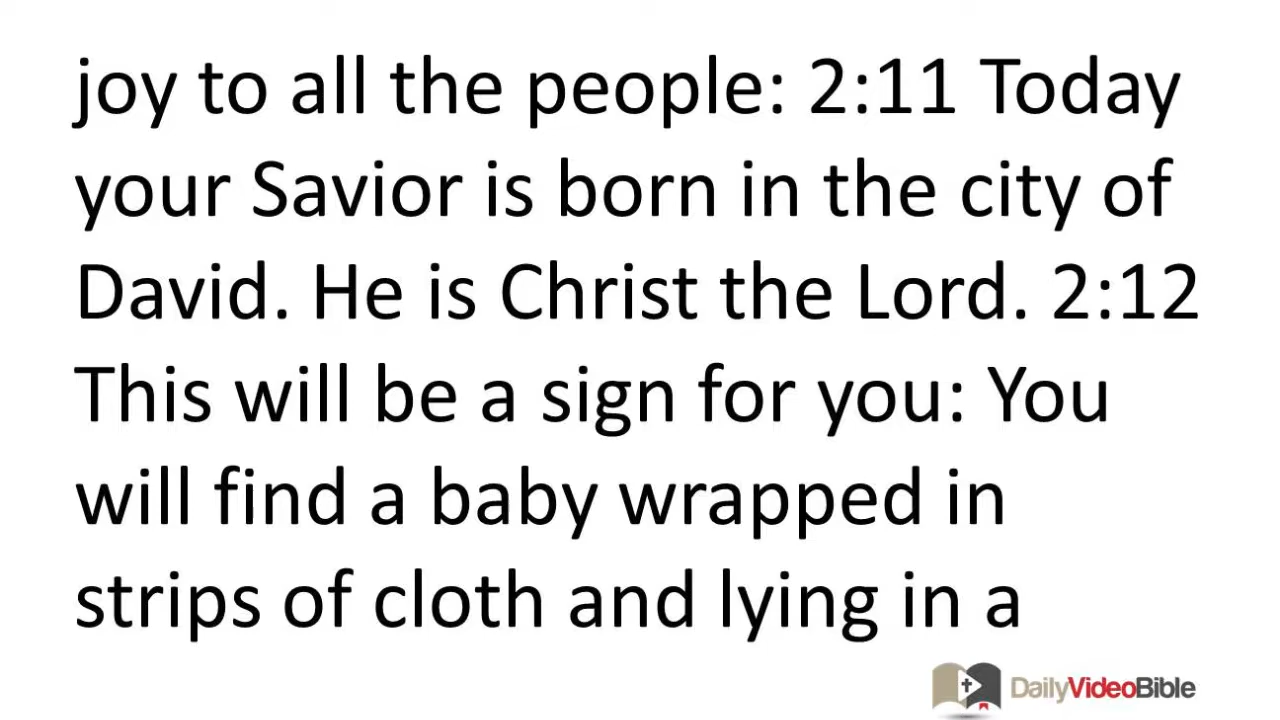 joy to all the people: 2:11 Today
your Savior is born in the city of
David. He is Christ the Lord. 2:12
This will be a sign for you: You
will find a baby wrapped in
strips of cloth and lying in a
DailyVideoBible